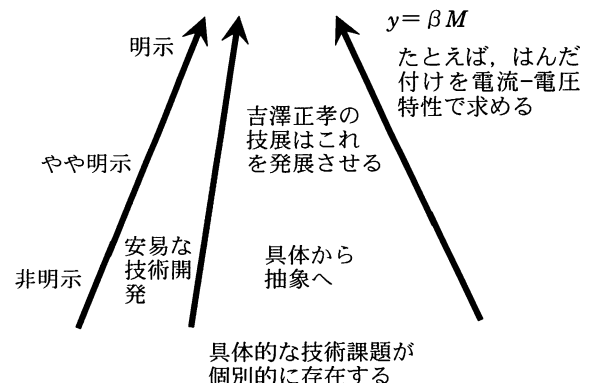 y = βM
明示
たとえば，はんだ
付けを電流−電圧
特性で求める
吉澤正孝の
技展はこれ
を発展させる
やや明示
安易な
技術開
発
具体から
抽象へ
非明示
具体的な技術課題が
個別的に存在する